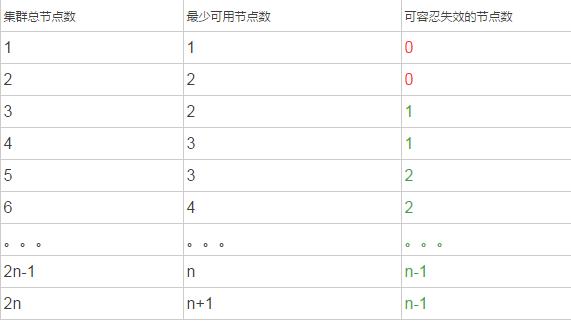 集群总节点数 最少可用节点数 可容忍失效的节点数
1 1 0
2 2 0
3 2 1
4 3 1
5 3 2
6 4 2
。。。 。。。 。。。
2n-1 n n-1
2n n+1 n-1